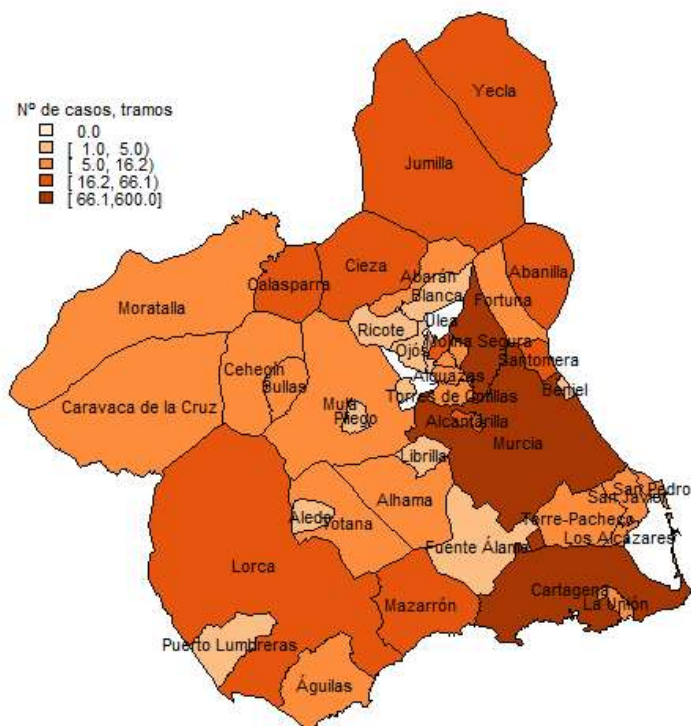 Nº de casos, tramos
0.0
[ 1.0, 5.0)
[ 5.0, 16.2)
[ 16.2, 66.1)
[ 66.1,600.0]
Yecla
Jumilla
Cieza
Calasparra
Abarán
Blanca
Abanilla
Fortuna
Moratalla
Ulea
Ricote
Molina Segura
Ojós
Santomera
Cehegín
Bullas
Alguazas
Beniel
Caravaca de la Cruz
Mula
Pliego
Torres de Cotillas
Alcantarilla
Murcia
Librilla
Alhama
San Pedro
San Javier
Aledo
Totana
Torre-Pacheco
Los Alcázares
Fuente Álamo
Lorca
Cartagena
La Unión
Mazarrón
Puerto Lumbreras
Águilas